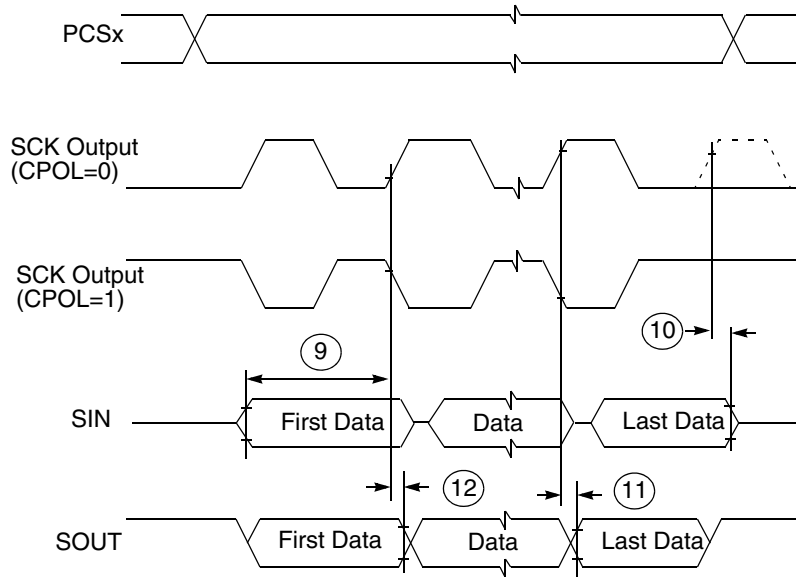 PCSx
SCK Output
(CPOL=0)
SCK Output
(CPOL=1)
10
9
SIN
First Data
Data
Last Data
12
11
SOUT
First Data
Data
Last Data